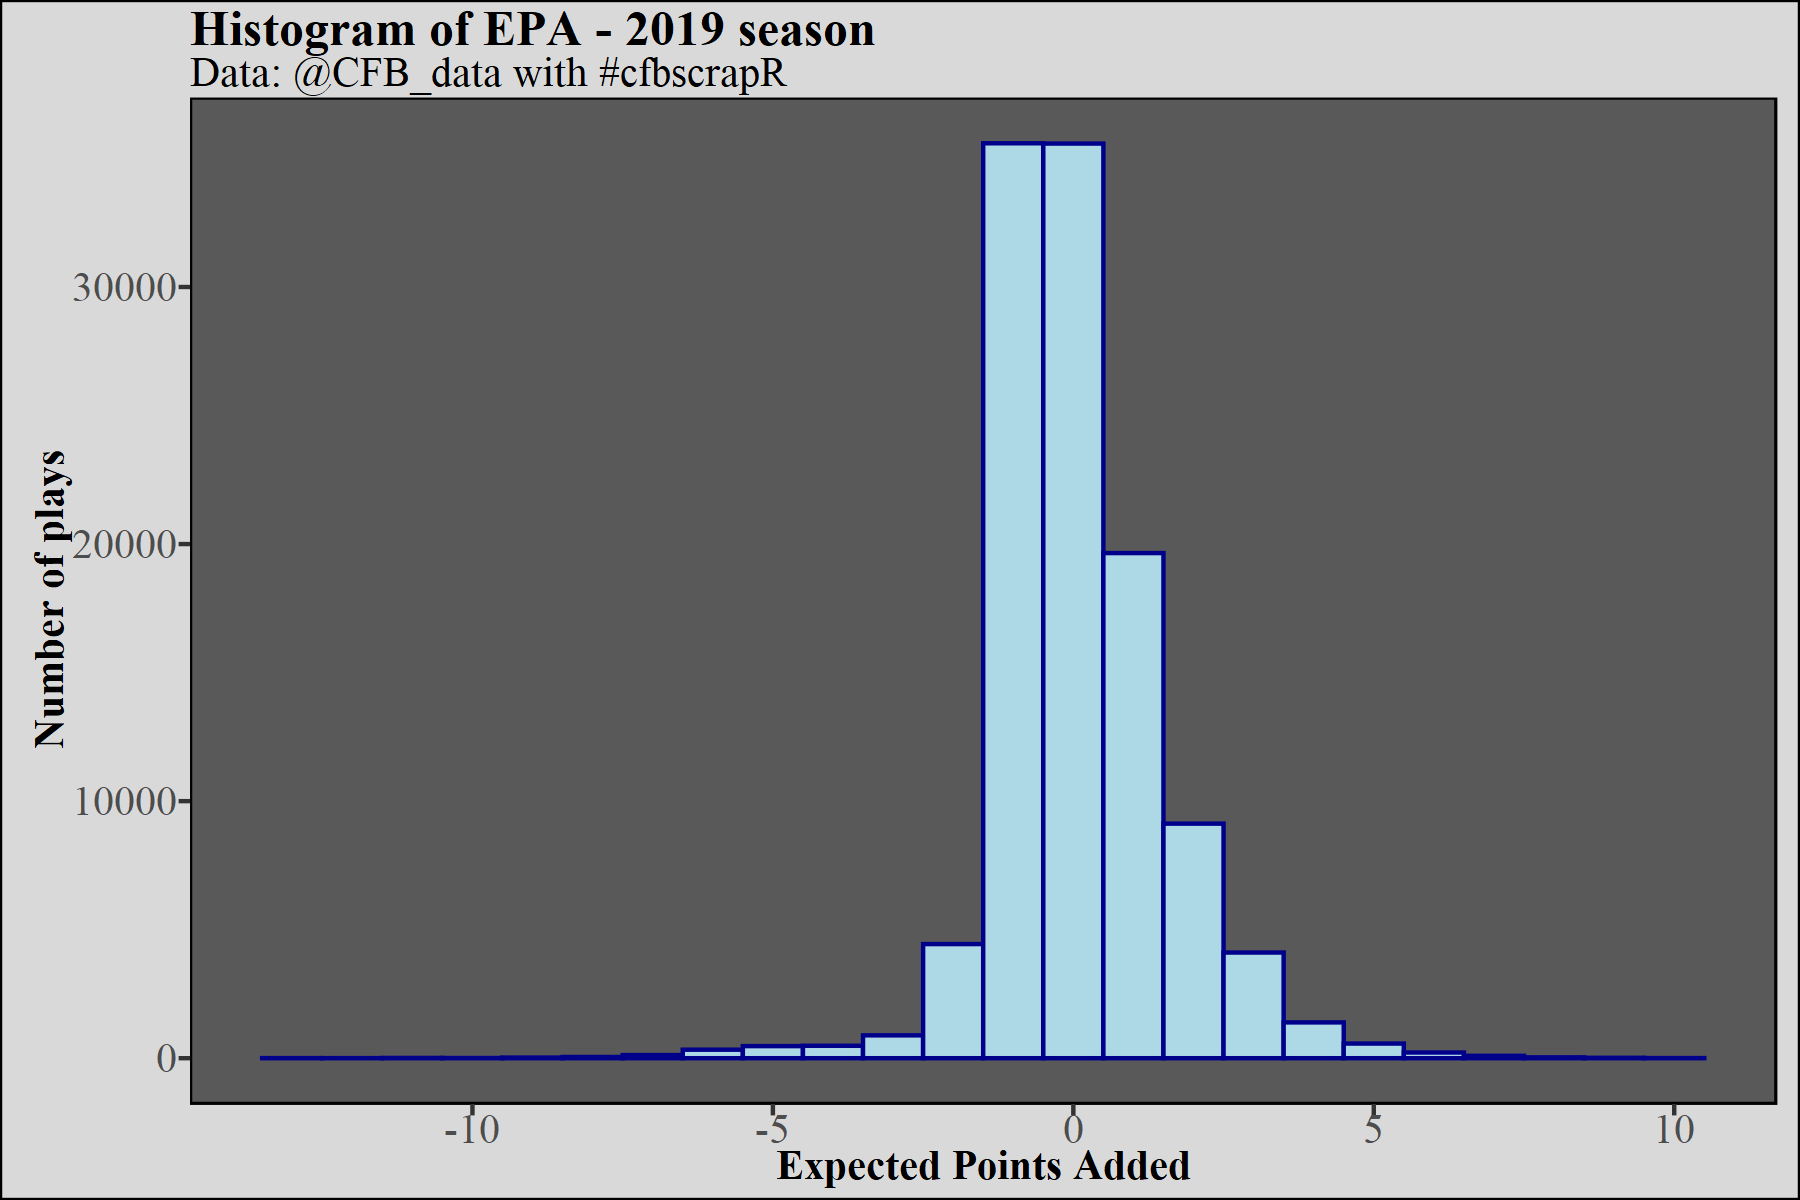 Histogram of EPA - 2019 season
Data: @CFB_data with #cfbscrapR
Number of plays
30000
20000
10000
0
-10
-5
0
5
10
Expected Points Added